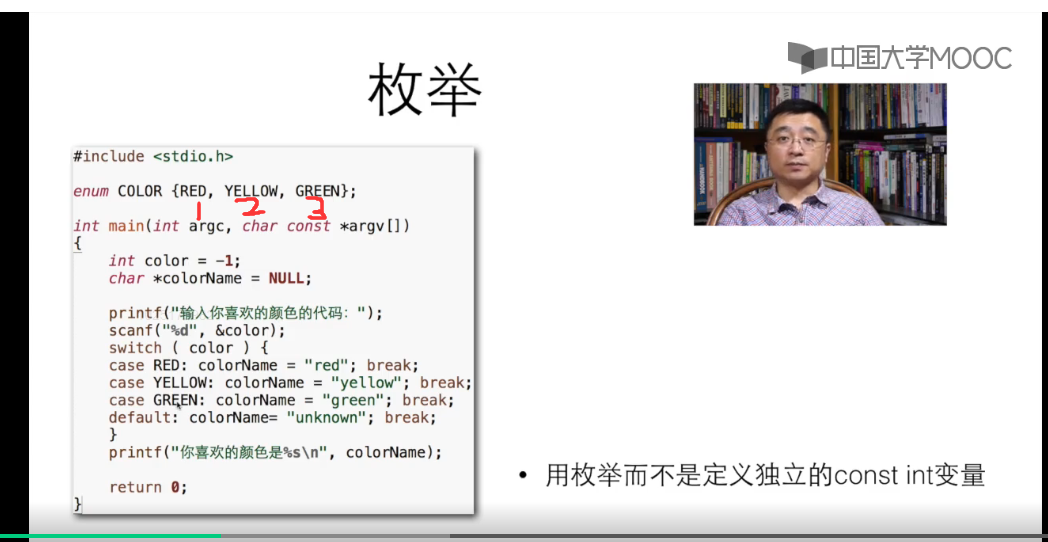 中国大学MOOC
枚举
#include <stdio.h>
enum COLOR {RED, YELLOW, GREEN};
1 2 3
int main(int argc, char const *argv[])
{
int color = -1;
char *colorName = NULL;
printf("输入你喜欢的颜色的代码: ");
scanf("%d", &color);
switch ( color ) {
case RED: colorName = "red"; break;
case YELLOW: colorName = "yellow"; break;
case GREEN: colorName = "green"; break;
default: colorName= "unknown"; break;
}
printf("你喜欢的颜色是%s\n", colorName);
return 0;
}
• 用枚举而不是定义独立的const int变量